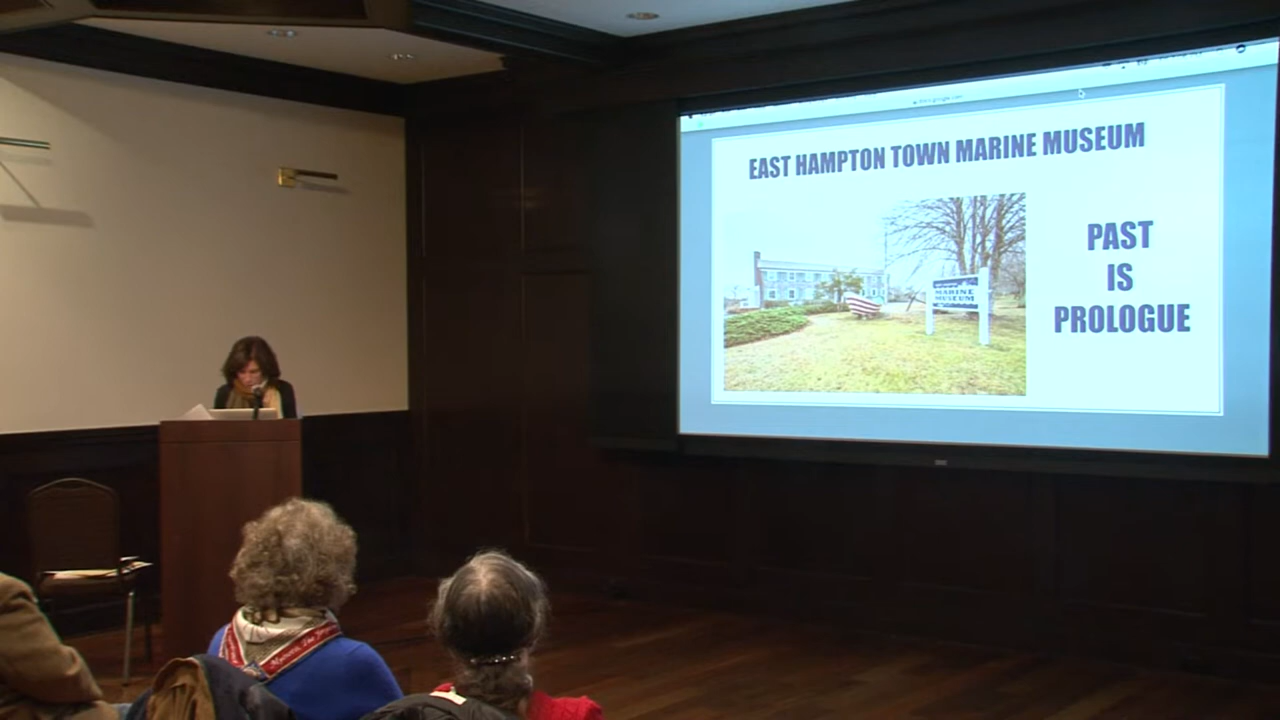 EAST HAMPTON TOWN MARINE MUSEUM
PAST
IS
PROLOGUE
MARINE
MUSEUM